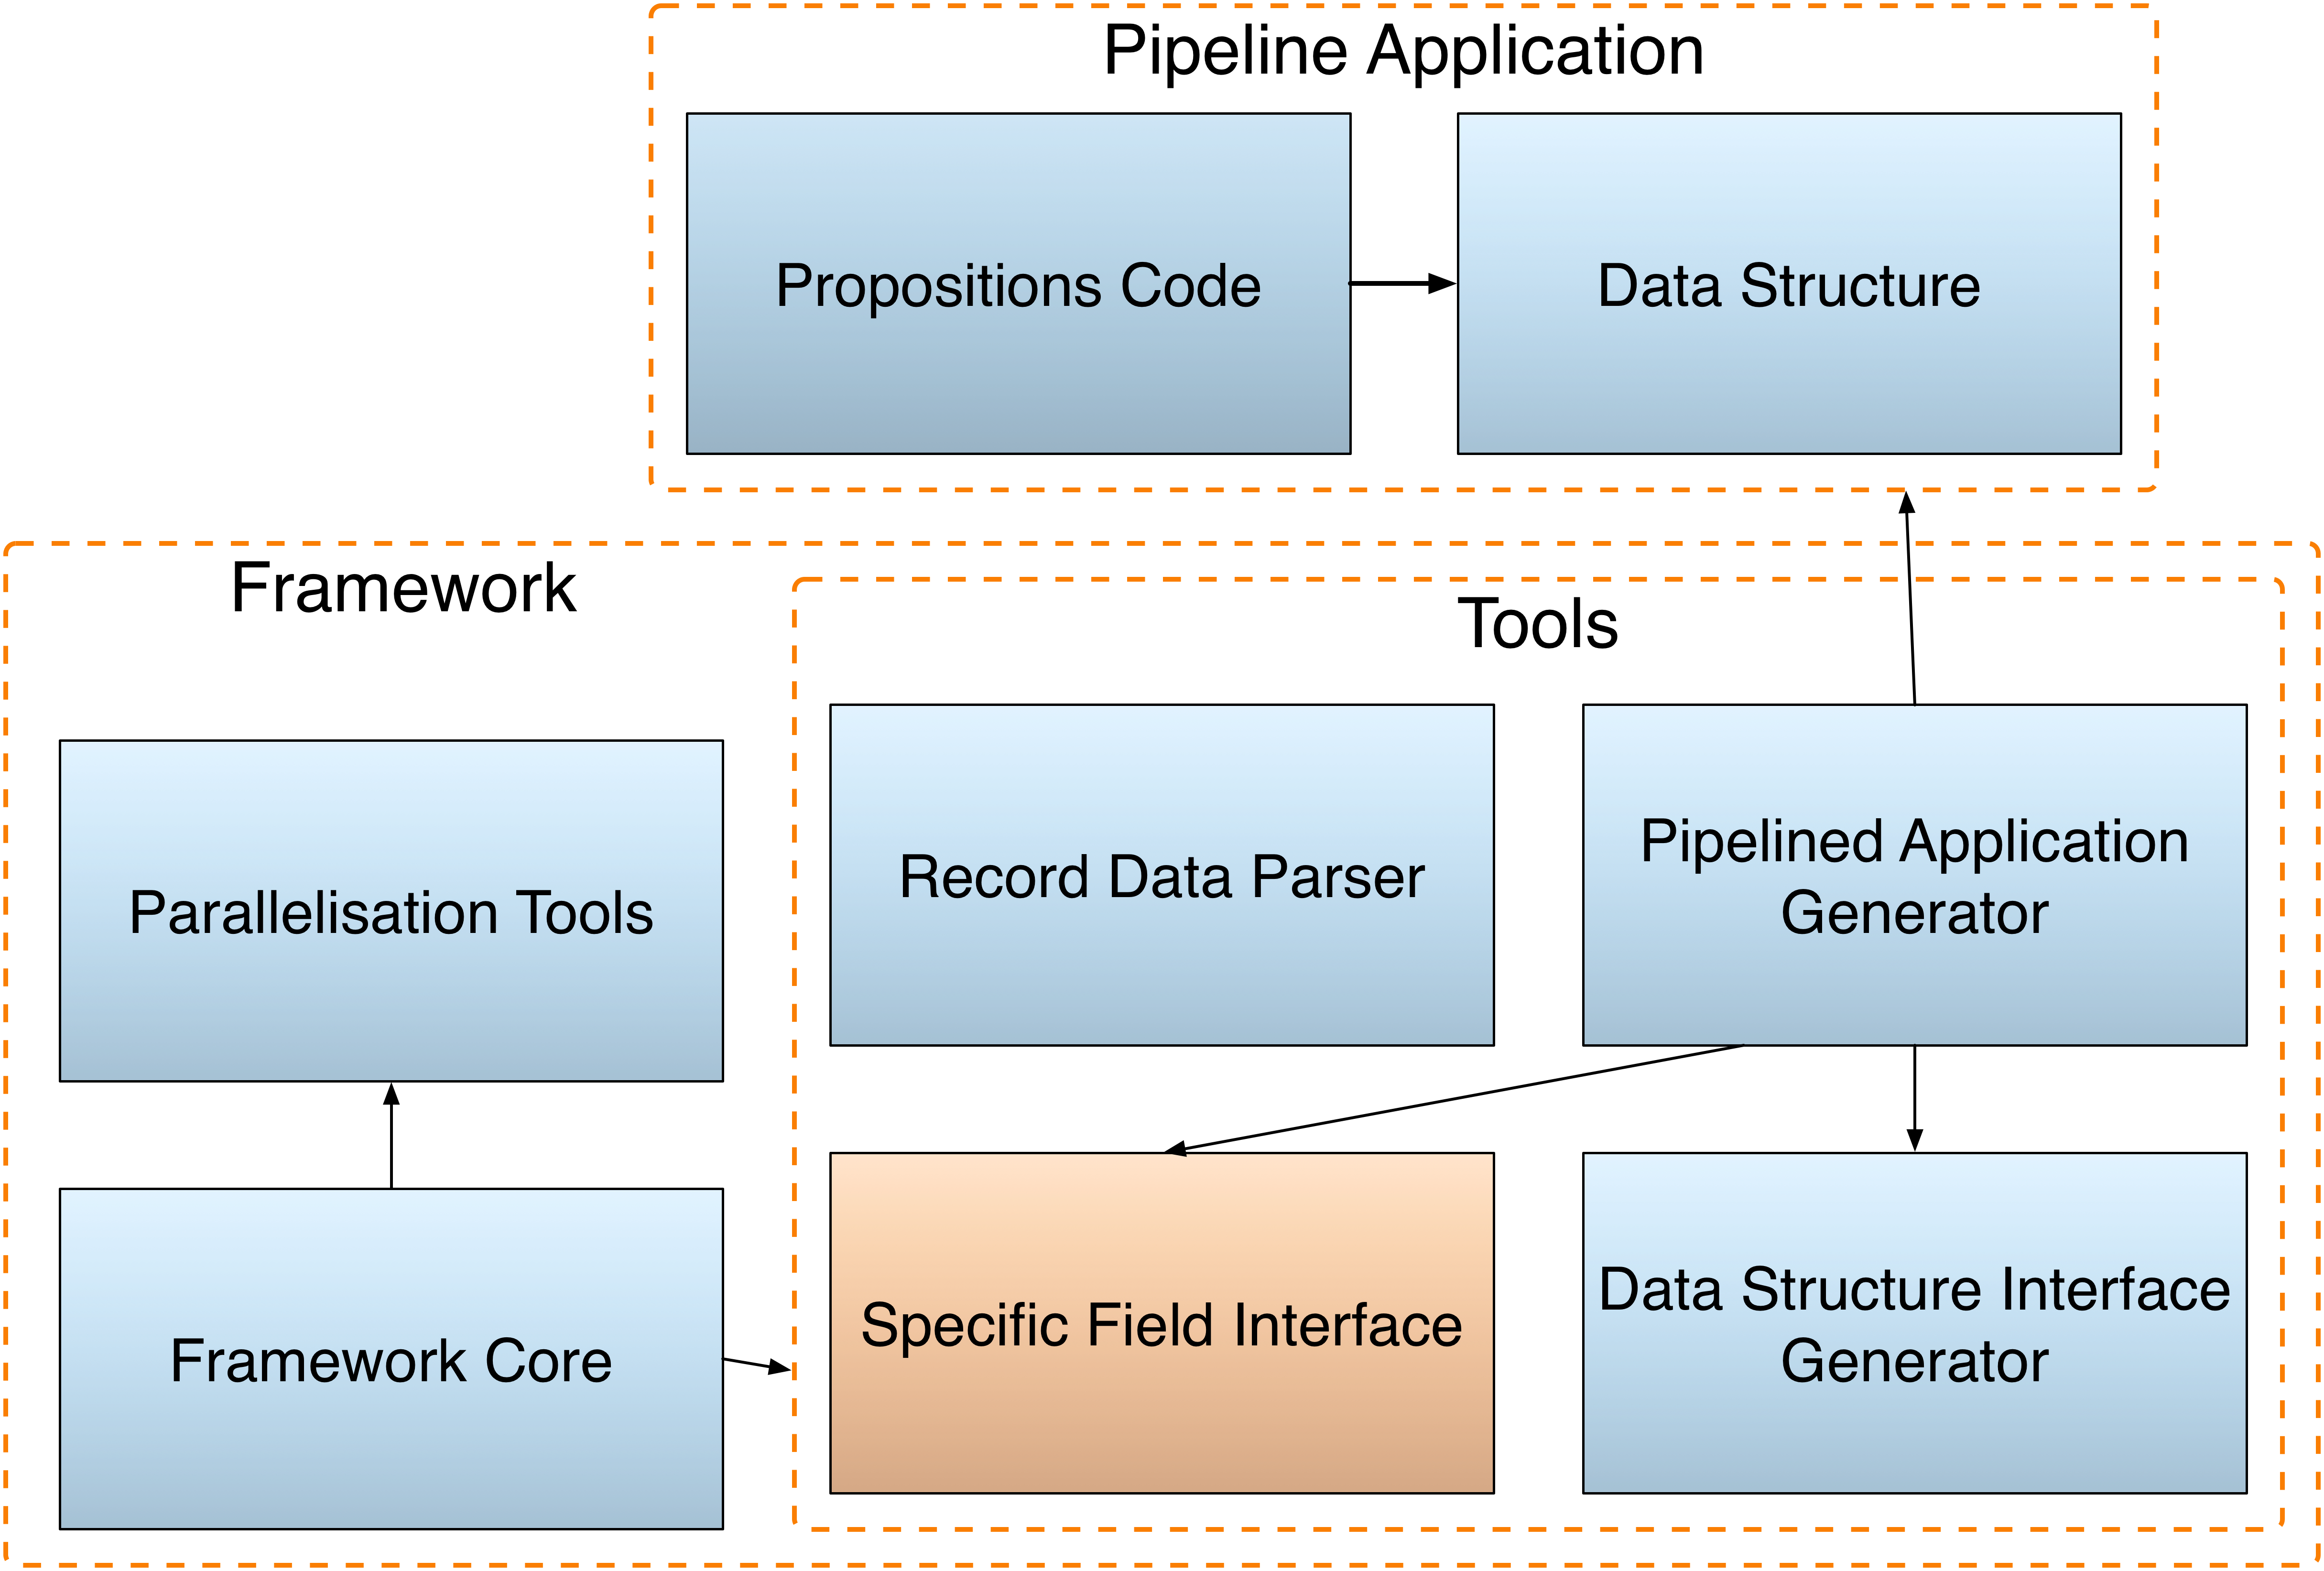 Pipeline Application
Propositions Code
Data Structure
Framework
Tools
Parallelisation Tools
Record Data Parser
Pipelined Application
Generator
Framework Core
Specific Field Interface
Data Structure Interface
Generator